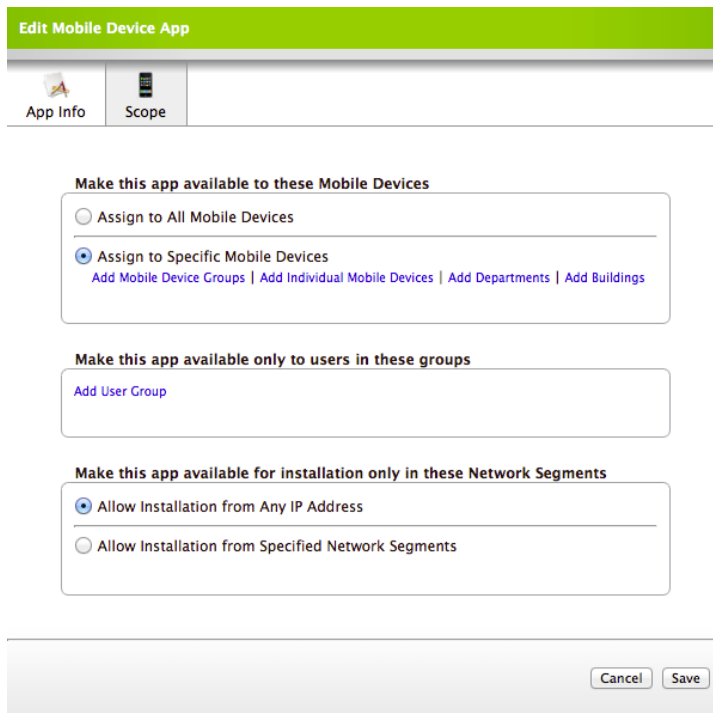 Edit Mobile Device App
App Info
Scope
Make this app available to these Mobile Devices
Assign to All Mobile Devices
Assign to Specific Mobile Devices
Add Mobile Device Groups | Add Individual Mobile Devices | Add Departments | Add Buildings
Make this app available only to users in these groups
Add User Group
Make this app available for installation only in these Network Segments
Allow Installation from Any IP Address
Allow Installation from Specified Network Segments
Cancel
Save